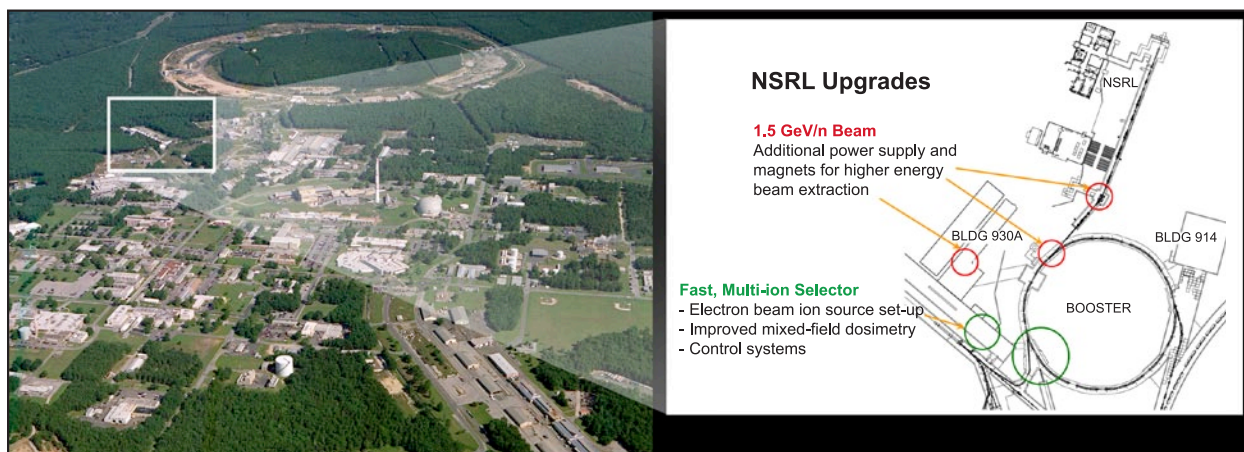 NSRL Upgrades
1.5 GeV/n Beam
Additional power supply and
magnets for higher energy
beam extraction
Fast, Multi-ion Selector
- Electron beam ion source set-up
- Improved mixed-field dosimetry
- Control systems
NSRL
BLDG 930A
BLDG 914
BOOSTER